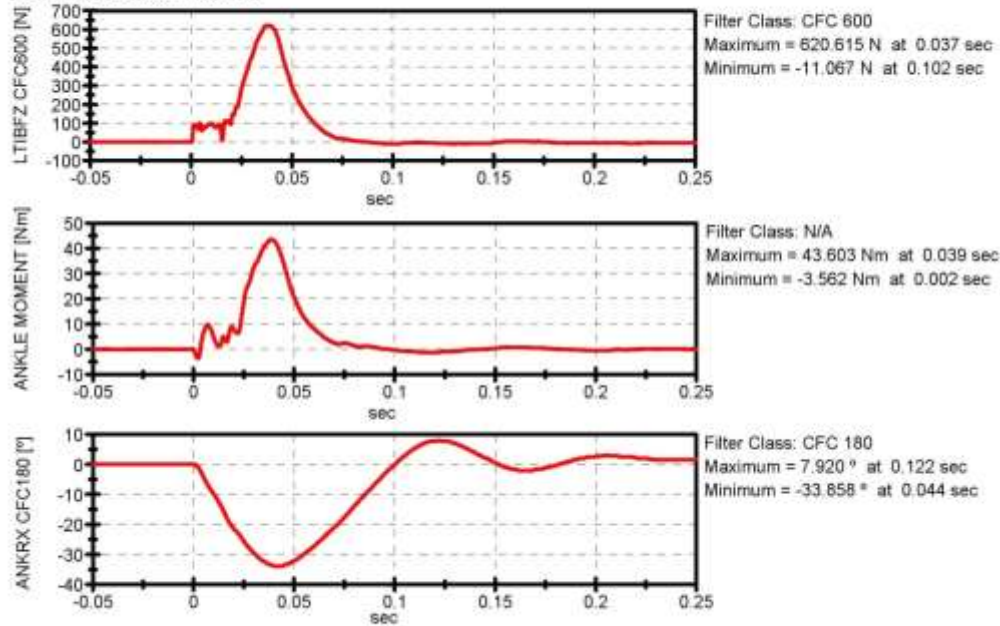 LTIBFZ CFC600 [N]
700
600
500
400
300
200
100
0
-100
-0.05 0 0.05 0.1 0.15 0.2 0.25
sec
Filter Class: CFC 600
Maximum = 620.615 N at 0.037 sec
Minimum = -11.067 N at 0.102 sec
ANKLE MOMENT [Nm]
50
40
30
20
10
0
-10
-0.05 0 0.05 0.1 0.15 0.2 0.25
sec
Filter Class: N/A
Maximum = 43.603 Nm at 0.039 sec
Minimum = -3.562 Nm at 0.002 sec
ANKRX CFC180 [º]
10
0
-10
-20
-30
-40
-0.05 0 0.05 0.1 0.15 0.2 0.25
sec
Filter Class: CFC 180
Maximum = 7.920 º at 0.122 sec
Minimum = -33.858 º at 0.044 sec